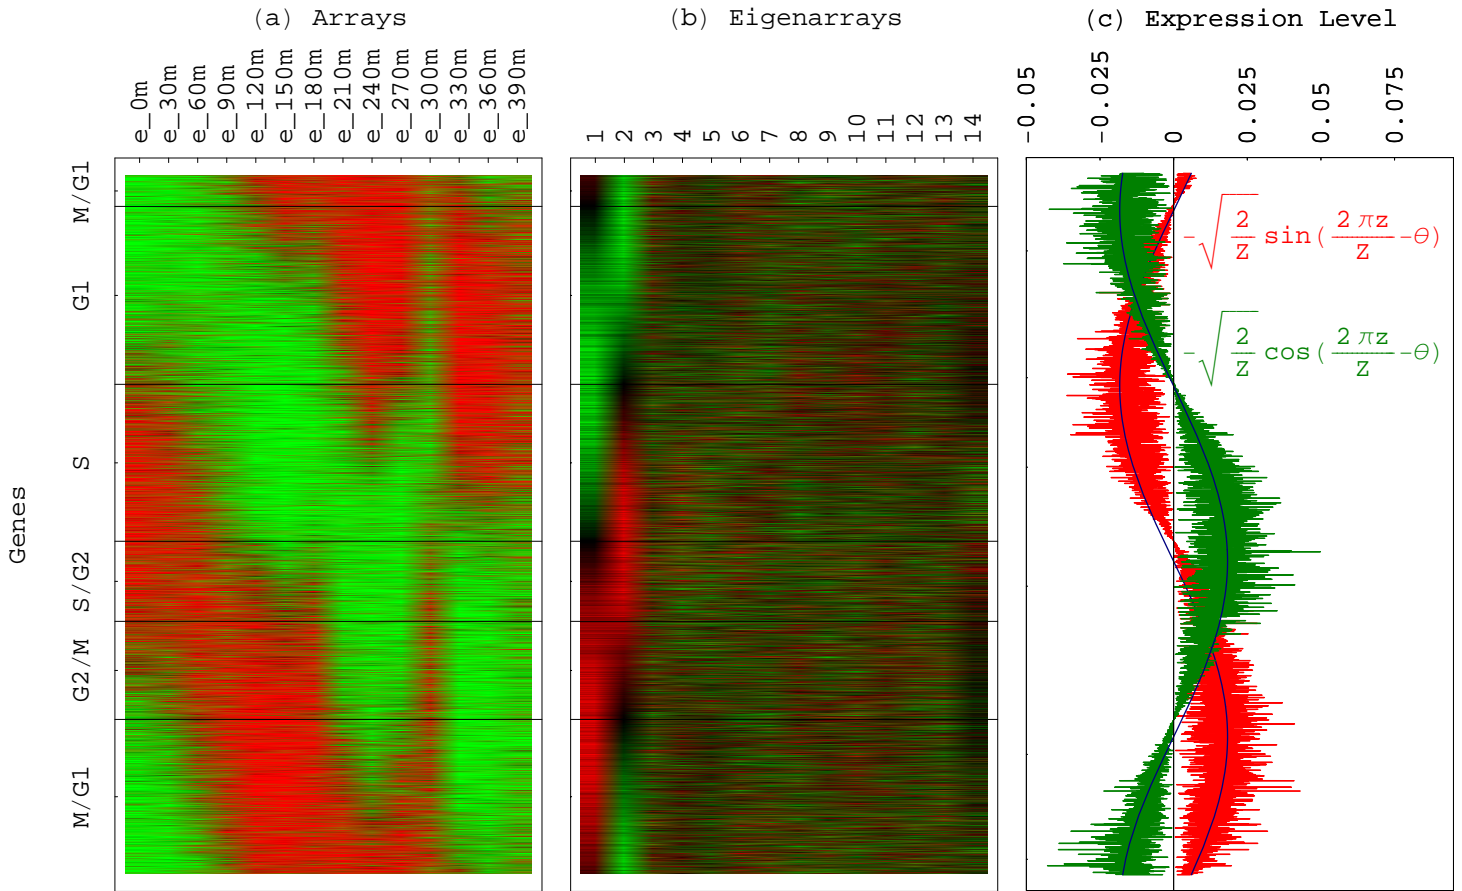 (a) Arrays
(b) Eigenarrays
(c) Expression Level
e_0m
e_30m
e_60m
e_90m
e_120m
e_150m
e_180m
e_210m
e_240m
e_270m
e_300m
e_330m
e_360m
e_390m
1
2
3
4
5
6
7
8
9
10
11
12
13
14
-0.05
-0.025
0
0.025
0.05
0.075
Genes
M/G1
G1
S
S/G2
G2/M
M/G1
-√2/Z sin(2πz/Z-θ)
-√2/Z cos(2πz/Z-θ)